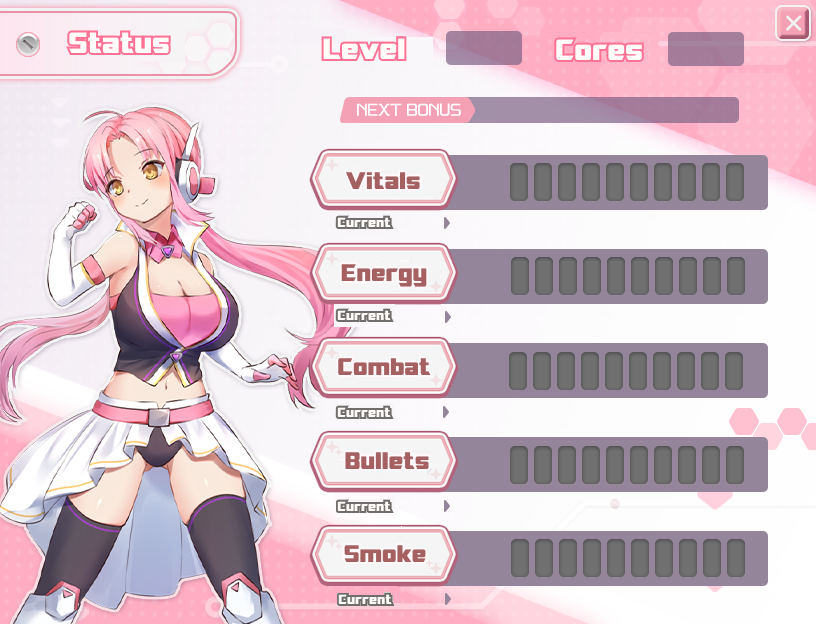 Status
Level
Cores
NEXT BONUS
Vitals
Current
Energy
Current
Combat
Current
Bullets
Current
Smoke
Current